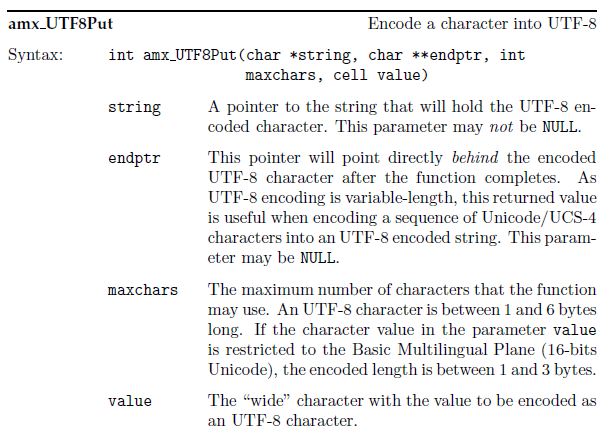 amx_UTF8Put Encode a character into UTF-8
Syntax: int amx_UTF8Put(char *string, char **endptr, int
maxchars, cell value)
string A pointer to the string that will hold the UTF-8 en-
coded character. This parameter may not be NULL.
endptr This pointer will point directly behind the encoded
UTF-8 character after the function completes. As
UTF-8 encoding is variable-length, this returned value
is useful when encoding a sequence of Unicode/UCS-4
characters into an UTF-8 encoded string. This param-
eter may be NULL.
maxchars The maximum number of characters that the function
may use. An UTF-8 character is between 1 and 6 bytes
long. If the character value in the parameter value
is restricted to the Basic Multilingual Plane (16-bits
Unicode), the encoded length is between 1 and 3 bytes.
value The “wide” character with the value to be encoded as
an UTF-8 character.